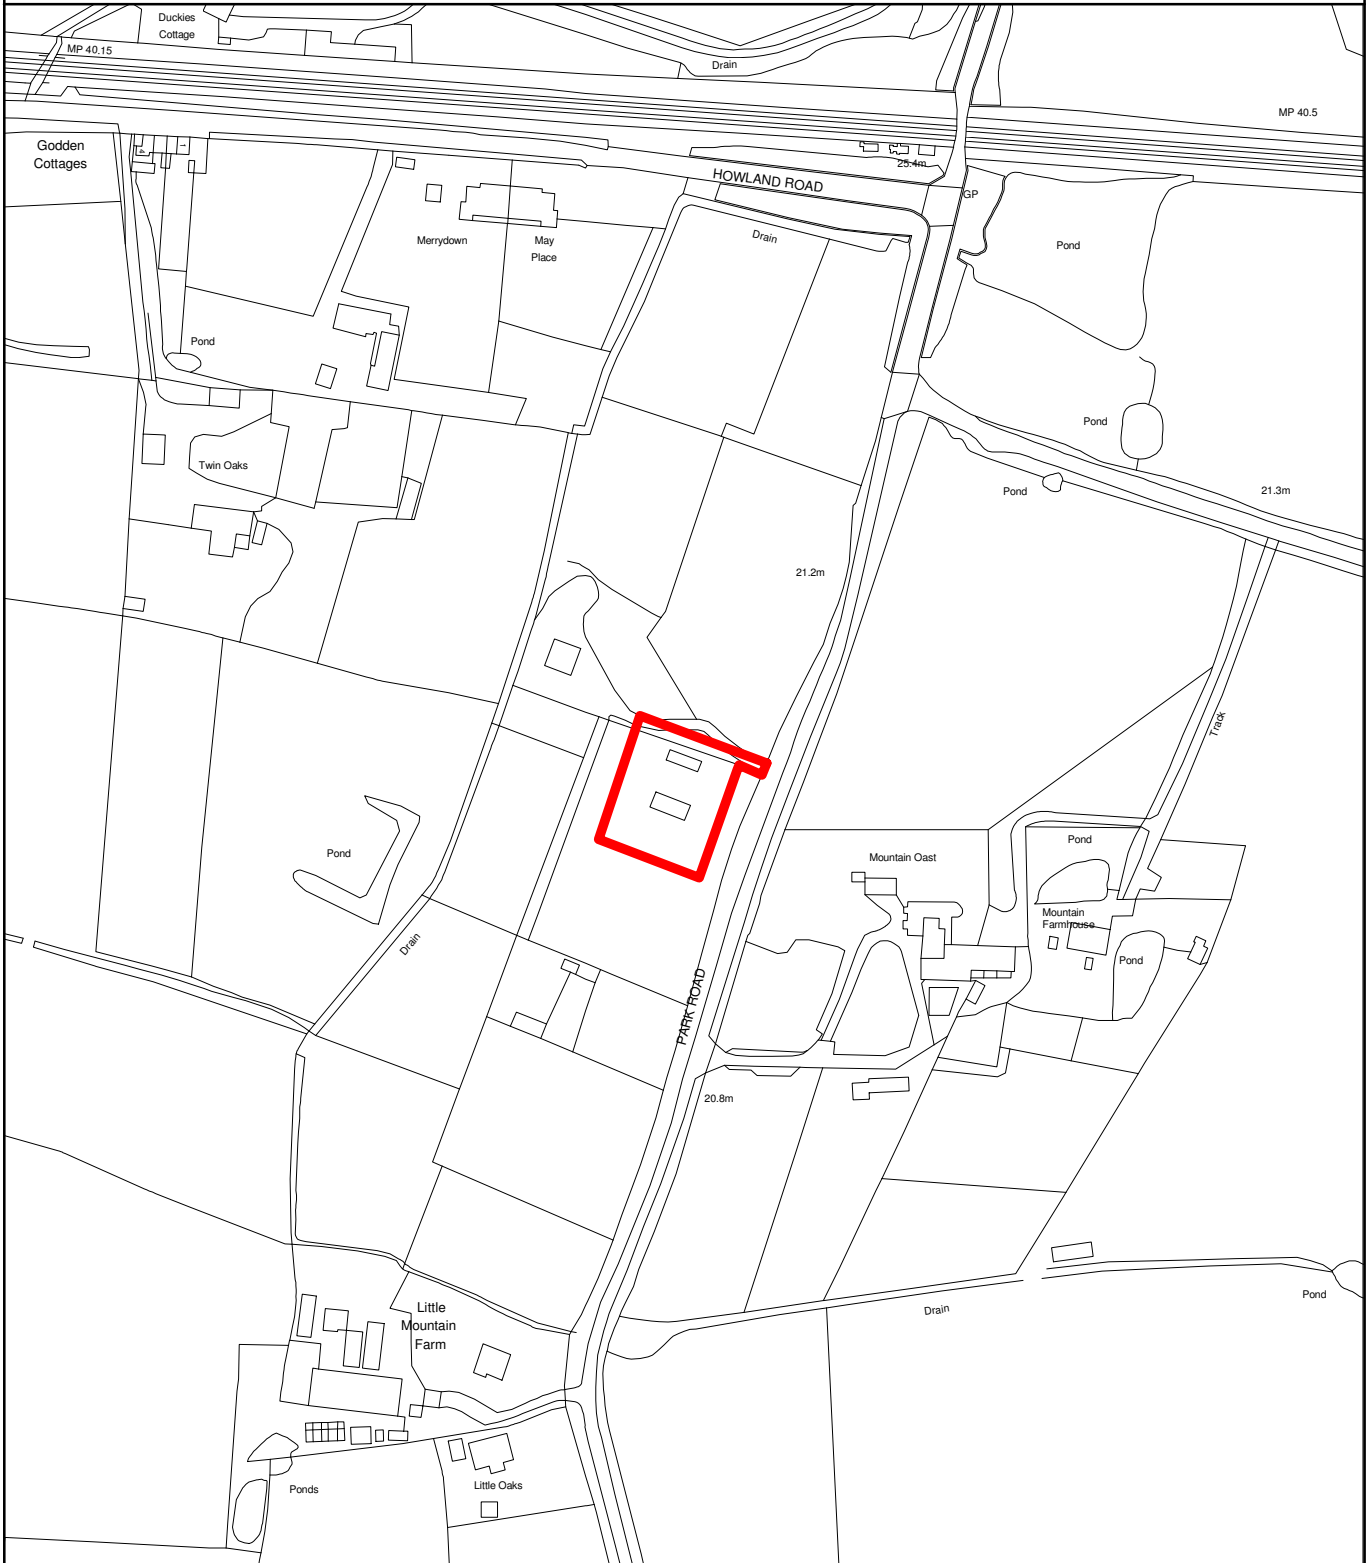 Duckies
Cottage
MP 40.15
Drain
MP 40.5
Godden
Cottages
1
4
25.4m
HOWLAND ROAD
GP
Drain
Merrydown
May
Place
Pond
Pond
Pond
Twin Oaks
Pond
21.3m
21.2m
Track
Pond
Mountain Oast
Pond
Mountain
Farmhouse
Drain
Pond
PARK ROAD
20.8m
Pond
Drain
Little
Mountain
Farm
Ponds
Little Oaks